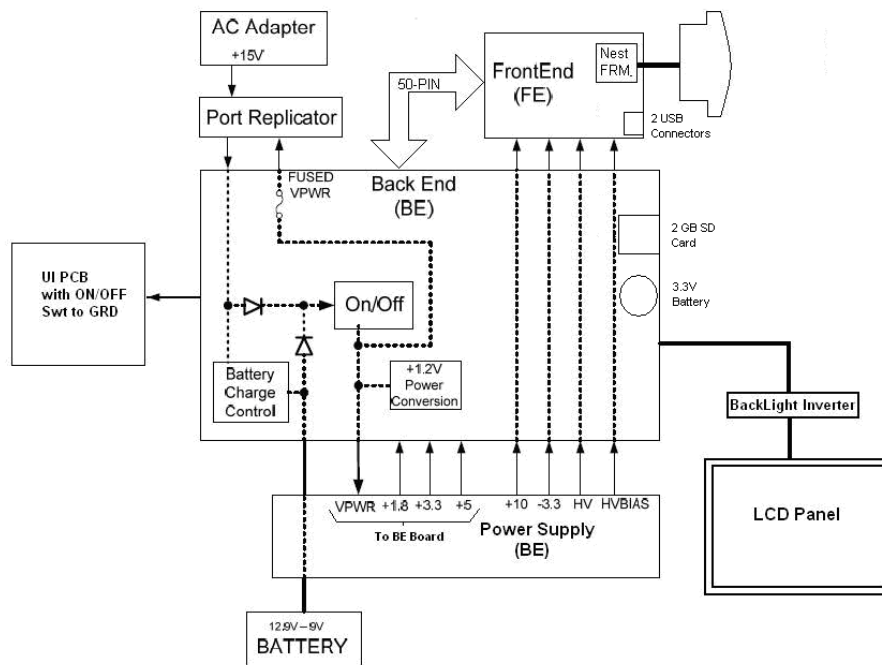 AC Adapter
+15V
Port Replicator
50-PIN
FrontEnd
(FE)
Nest
FRM.
2 USB
Connectors
FUSED
VPWR
Back End
(BE)
2 GB SD
Card
3.3V
Battery
UI PCB
with ON/OFF
Swt to GRD
On/Off
Battery
Charge
Control
+1.2V
Power
Conversion
BackLight Inverter
LCD Panel
VPWR +1.8 +3.3 +5 +10 -3.3 HV HVBIAS
To BE Board
Power Supply
(BE)
12.9V-9V
BATTERY